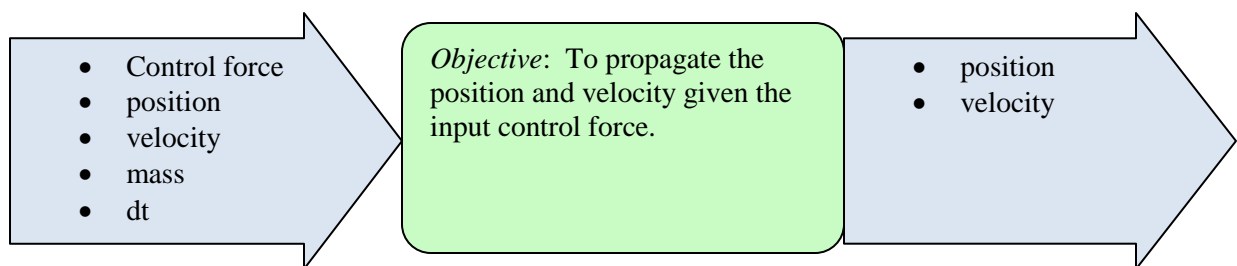 • Control force
• position
• velocity
• mass
• dt
Objective: To propagate the
position and velocity given the
input control force.
• position
• velocity